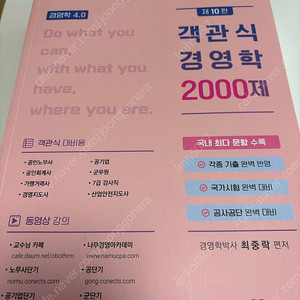 경영학 4.0
제10판
Do what you
can,
with what you
have,
where you are.
객관식
경영학
2000제
객관식 대비용
• 공인노무사
• 공인회계사
• 가맹거래사
• 경영지도사
• 공기업
• 군무원
• 7급 감사직
• 산업안전지도사
국내 최다 문항 수록
각종 기출 완벽 반영
국가시험 완벽 대비
공사공단 완벽 대비
경영학박사 최중락 편저
동영상 강의
• 교수님 카페
cafe.daum.net/obothrm
• 나무경영아카데미
www.namucpa.com
• 노무사단기
nomo.conects.com
• 공단기
gong.conects.com
• 공기업단기
• 군단기